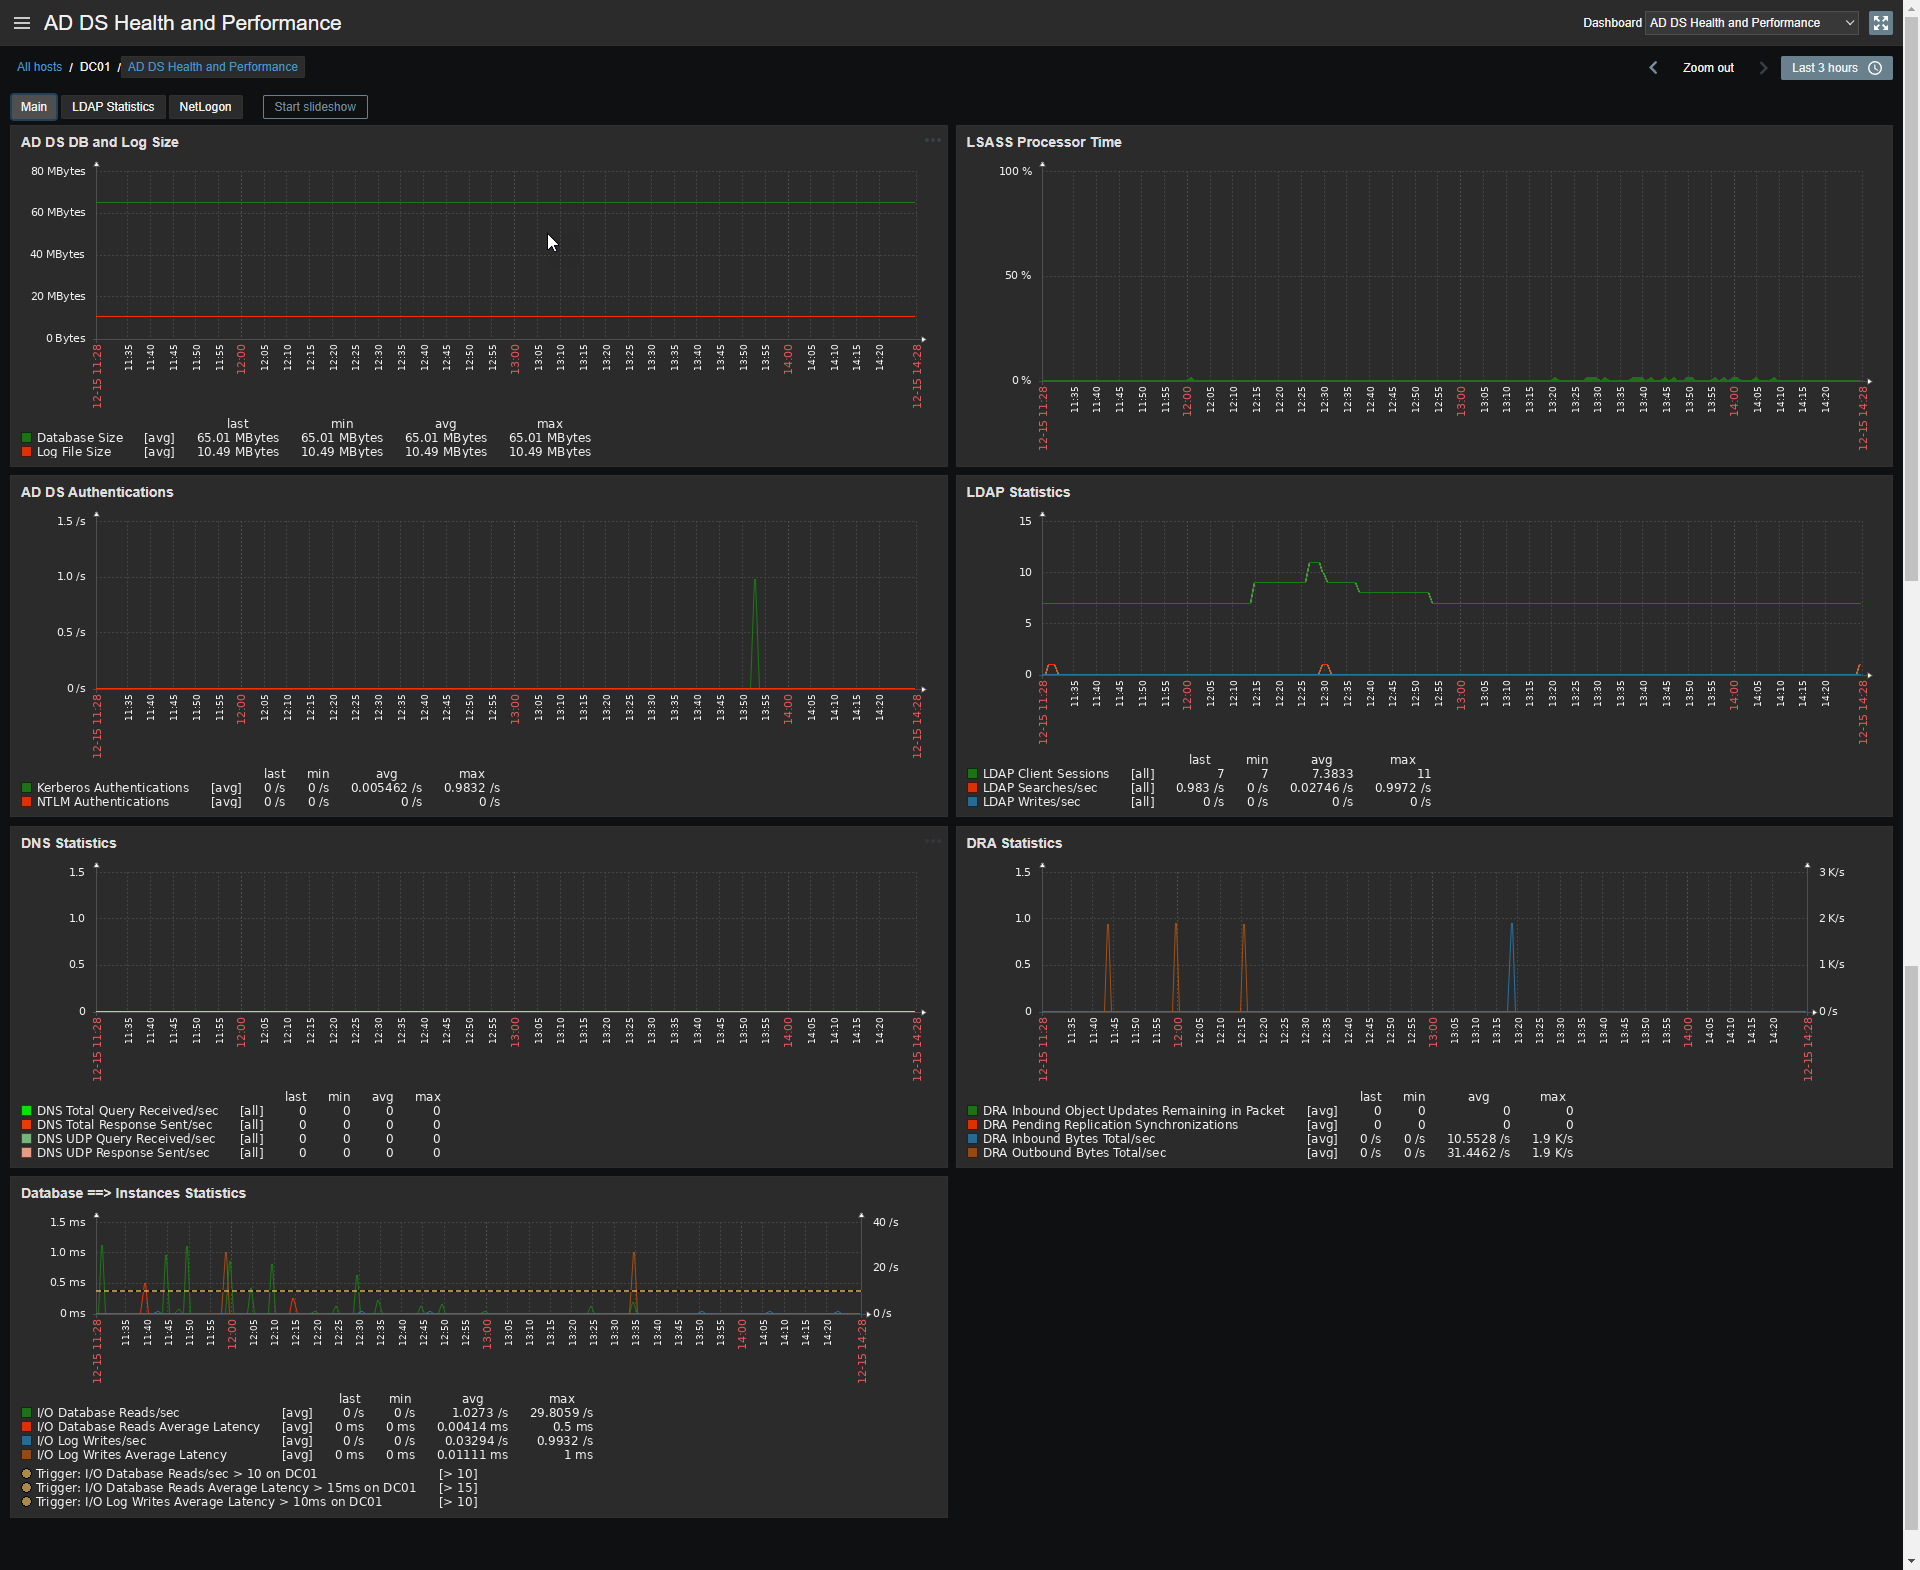 AD DS Health and Performance
Dashboard AD DS Health and Performance
All hosts / DC01 / AD DS Health and Performance
Zoom out Last 3 hours
Main LDAP Statistics NetLogon Start slideshow
AD DS DB and Log Size
80 MBytes
60 MBytes
40 MBytes
20 MBytes
0 Bytes
12-15 11:28 11:35 11:40 11:45 11:50 11:55 12:00 12:05 12:10 12:15 12:20 12:25 12:30 12:35 12:40 12:45 12:50 12:55 13:00 13:05 13:10 13:15 13:20 13:25 13:30 13:35 13:40 13:45 13:50 13:55 14:00 14:05 14:10 14:15 14:20 12-15 14:28
last min avg max
Database Size [avg] 65.01 MBytes 65.01 MBytes 65.01 MBytes 65.01 MBytes
Log File Size [avg] 10.49 MBytes 10.49 MBytes 10.49 MBytes 10.49 MBytes
LSASS Processor Time
100 %
50 %
0 %
12-15 11:28 11:35 11:40 11:45 11:50 11:55 12:00 12:05 12:10 12:15 12:20 12:25 12:30 12:35 12:40 12:45 12:50 12:55 13:00 13:05 13:10 13:15 13:20 13:25 13:30 13:35 13:40 13:45 13:50 13:55 14:00 14:05 14:10 14:15 14:20 12-15 14:28
AD DS Authentications
1.5 /s
1.0 /s
0.5 /s
0 /s
12-15 11:28 11:35 11:40 11:45 11:50 11:55 12:00 12:05 12:10 12:15 12:20 12:25 12:30 12:35 12:40 12:45 12:50 12:55 13:00 13:05 13:10 13:15 13:20 13:25 13:30 13:35 13:40 13:45 13:50 13:55 14:00 14:05 14:10 14:15 14:20 12-15 14:28
last min avg max
Kerberos Authentications [avg] 0 /s 0 /s 0.005462 /s 0.9832 /s
NTLM Authentications [avg] 0 /s 0 /s 0 /s 0 /s
LDAP Statistics
15
10
5
0
12-15 11:28 11:35 11:40 11:45 11:50 11:55 12:00 12:05 12:10 12:15 12:20 12:25 12:30 12:35 12:40 12:45 12:50 12:55 13:00 13:05 13:10 13:15 13:20 13:25 13:30 13:35 13:40 13:45 13:50 13:55 14:00 14:05 14:10 14:15 14:20 12-15 14:28
last min avg max
LDAP Client Sessions [all] 7 7 7.3833 11
LDAP Searches/sec [all] 0.983 /s 0 /s 0.02746 /s 0.9972 /s
LDAP Writes/sec [all] 0 /s 0 /s 0 /s 0 /s
DNS Statistics
1.5
1.0
0.5
0
12-15 11:28 11:35 11:40 11:45 11:50 11:55 12:00 12:05 12:10 12:15 12:20 12:25 12:30 12:35 12:40 12:45 12:50 12:55 13:00 13:05 13:10 13:15 13:20 13:25 13:30 13:35 13:40 13:45 13:50 13:55 14:00 14:05 14:10 14:15 14:20 12-15 14:28
last min avg max
DNS Total Query Received/sec [all] 0 0 0 0
DNS Total Response Sent/sec [all] 0 0 0 0
DNS UDP Query Received/sec [all] 0 0 0 0
DNS UDP Response Sent/sec [all] 0 0 0 0
DRA Statistics
1.5 3 K/s
1.0 2 K/s
0.5 1 K/s
0 0 /s
12-15 11:28 11:35 11:40 11:45 11:50 11:55 12:00 12:05 12:10 12:15 12:20 12:25 12:30 12:35 12:40 12:45 12:50 12:55 13:00 13:05 13:10 13:15 13:20 13:25 13:30 13:35 13:40 13:45 13:50 13:55 14:00 14:05 14:10 14:15 14:20 12-15 14:28
last min avg max
DRA Inbound Object Updates Remaining in Packet [avg] 0 0 0 0
DRA Pending Replication Synchronizations [avg] 0 0 0 0
DRA Inbound Bytes Total/sec [avg] 0 /s 0 /s 10.5528 /s 1.9 K/s
DRA Outbound Bytes Total/sec [avg] 0 /s 0 /s 31.4462 /s 1.9 K/s
Database ==> Instances Statistics
1.5 ms 40 /s
1.0 ms 20 /s
0.5 ms
0 ms 0 /s
12-15 11:28 11:35 11:40 11:45 11:50 11:55 12:00 12:05 12:10 12:15 12:20 12:25 12:30 12:35 12:40 12:45 12:50 12:55 13:00 13:05 13:10 13:15 13:20 13:25 13:30 13:35 13:40 13:45 13:50 13:55 14:00 14:05 14:10 14:15 14:20 12-15 14:28
last min avg max
I/O Database Reads/sec [avg] 0 /s 0 /s 1.0273 /s 29.8059 /s
I/O Database Reads Average Latency [avg] 0 ms 0 ms 0.00414 ms 0.5 ms
I/O Log Writes/sec [avg] 0 /s 0 /s 0.03294 /s 0.9932 /s
I/O Log Writes Average Latency [avg] 0 ms 0 ms 0.01111 ms 1 ms
Trigger: I/O Database Reads/sec > 10 on DC01 [> 10]
Trigger: I/O Database Reads Average Latency > 15ms on DC01 [> 15]
Trigger: I/O Log Writes Average Latency > 10ms on DC01 [> 10]